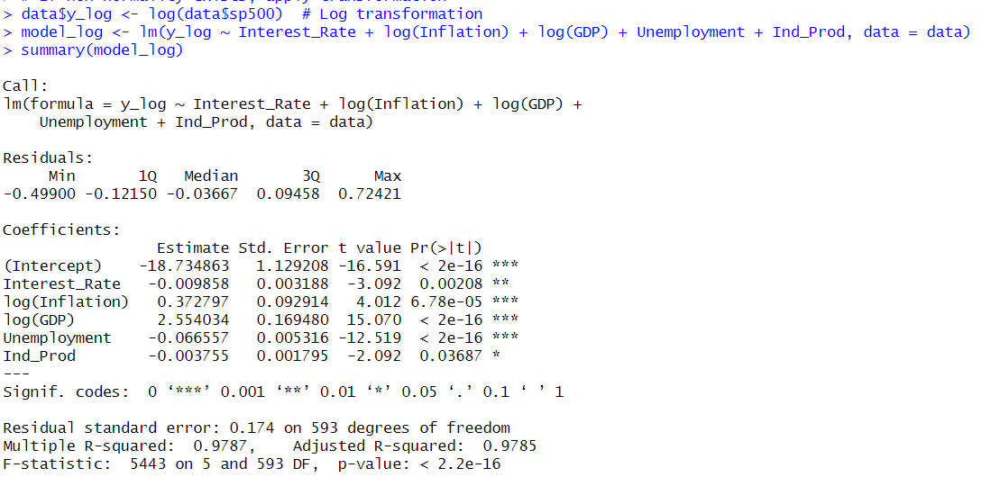 > data$y_log <- log(data$sp500)  # Log transformation
> model_log <- lm(y_log ~ Interest_Rate + log(Inflation) + log(GDP) + Unemployment + Ind_Prod, data = data)
> summary(model_log)

Call:
lm(formula = y_log ~ Interest_Rate + log(Inflation) + log(GDP) +
    Unemployment + Ind_Prod, data = data)

Residuals:
     Min       1Q   Median       3Q      Max
-0.49900 -0.12150 -0.03667  0.09458  0.72421

Coefficients:
                 Estimate Std. Error t value Pr(>|t|)
(Intercept)    -18.734863   1.129208 -16.591  < 2e-16 ***
Interest_Rate   -0.009858   0.003188  -3.092  0.00208 **
log(Inflation)   0.372797   0.092914   4.012 6.78e-05 ***
log(GDP)         2.554034   0.169480  15.070  < 2e-16 ***
Unemployment    -0.066557   0.005316 -12.519  < 2e-16 ***
Ind_Prod        -0.003755   0.001795  -2.092  0.03687 *
---
Signif. codes:  0 ‘***’ 0.001 ‘**’ 0.01 ‘*’ 0.05 ‘.’ 0.1 ‘ ’ 1

Residual standard error: 0.174 on 593 degrees of freedom
Multiple R-squared:  0.9787,    Adjusted R-squared:  0.9785
F-statistic:  5443 on 5 and 593 DF,  p-value: < 2.2e-16